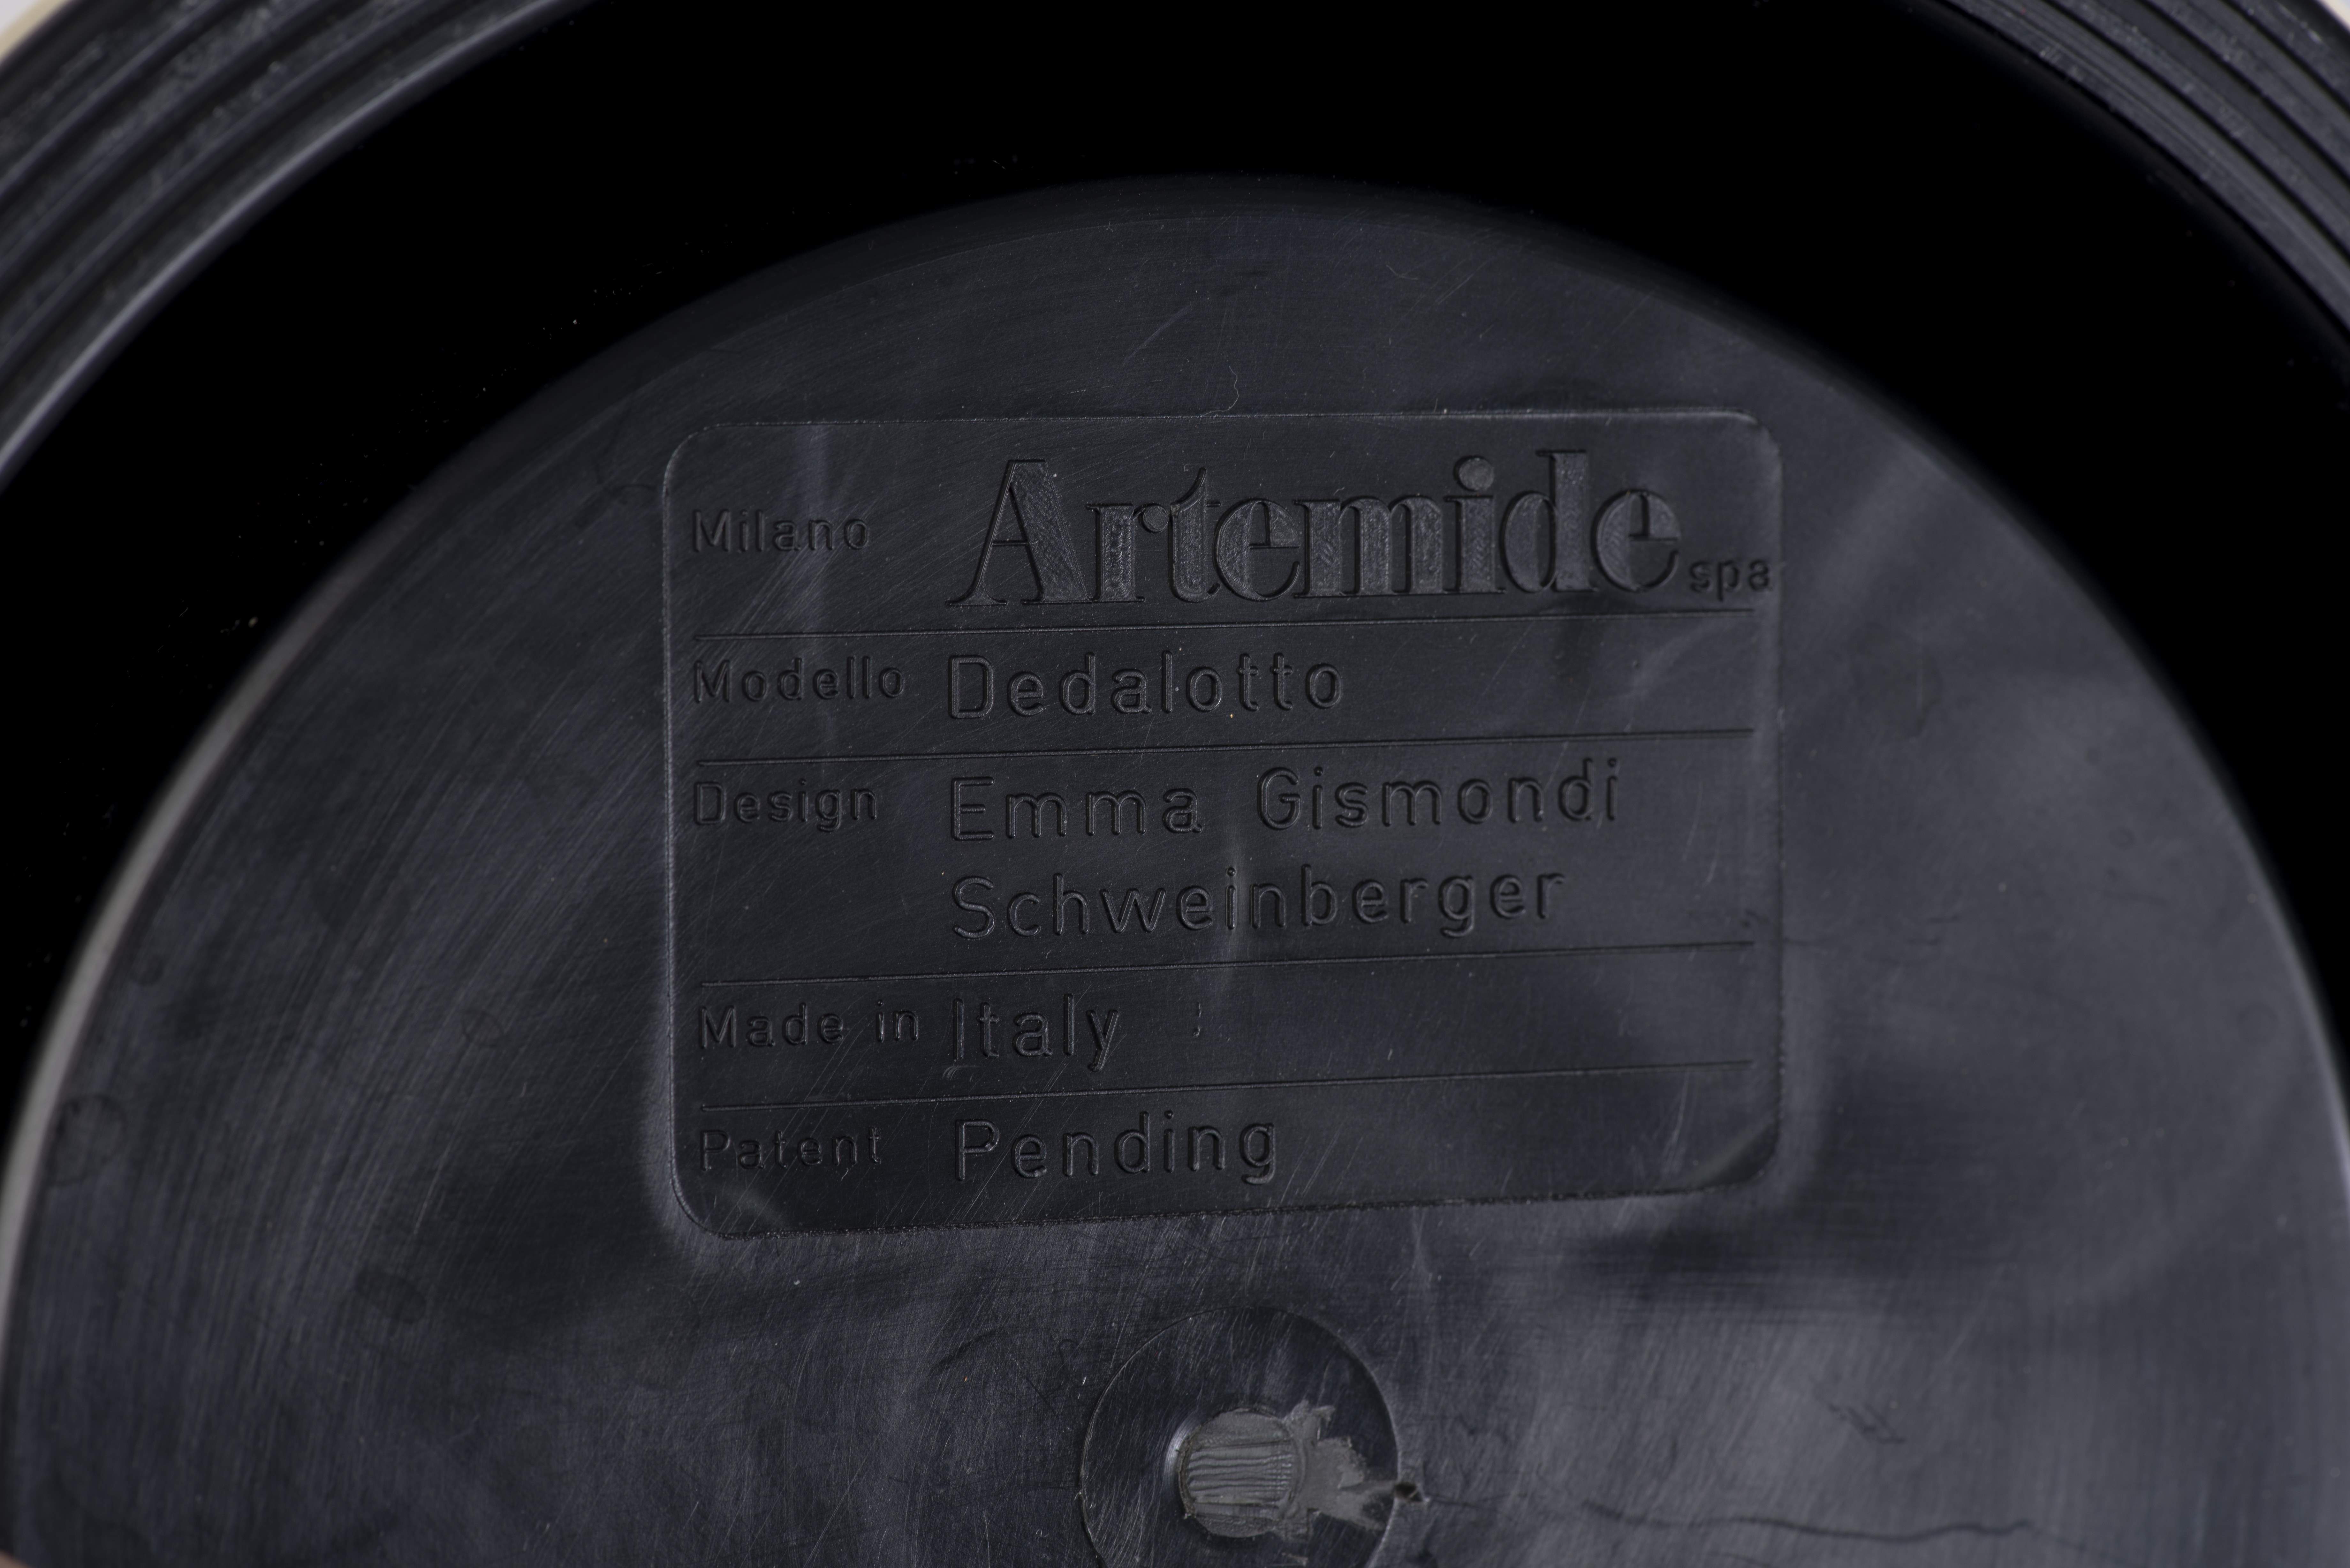 Milano Artemide spa
Modello Dedalotto
Design Emma Gismondi
Schweinberger
Made in Italy
Patent Pending